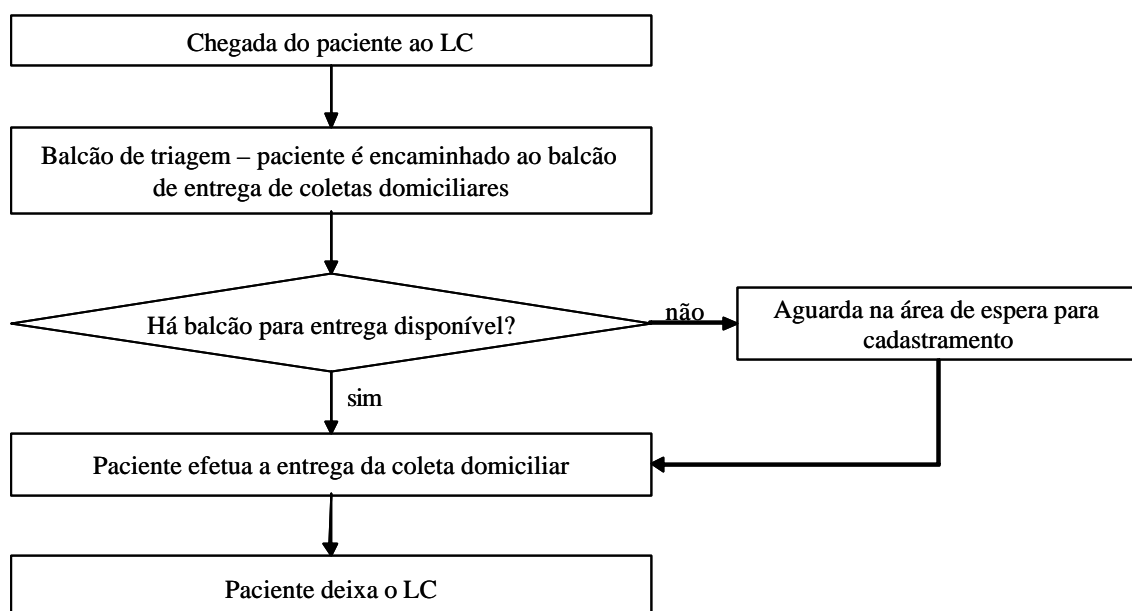 Chegada do paciente ao LC
Balcão de triagem – paciente é encaminhado ao balcão
de entrega de coletas domiciliares
Há balcão para entrega disponível?
não
Aguarda na área de espera para
cadastramento
sim
Paciente efetua a entrega da coleta domiciliar
Paciente deixa o LC